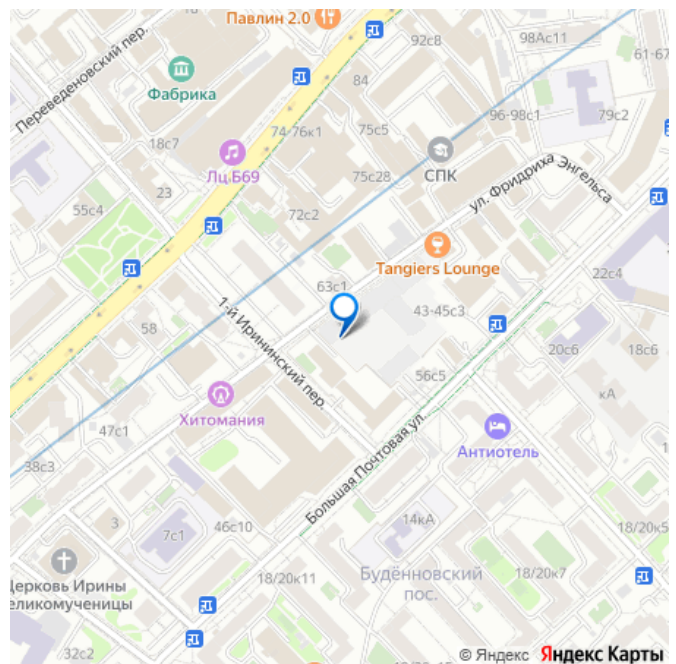 Павлин 2.0
98Ас11
92с8
61-67
Переведеновский пер.
Фабрика
84
96-98с1
79с2
18с7
74-76к1
75с5
Лц Б69
75с28
СПК
ул. Фридриха Энгельса
23
55с4
72с2
Tangiers Lounge
22с4
63с1
43-45с3
1-й Ирининский пер.
58
20с6
18с6
56с5
кА
Хитомания
47с1
Большая Почтовая ул.
Антиотель
38с3
3
7с1
46с10
14кА
18/20к5
18/20к11
Будённовский
пос.
18/20к7
Церковь Ирины
великомученицы
32с2
© Яндекс Яндекс Карты